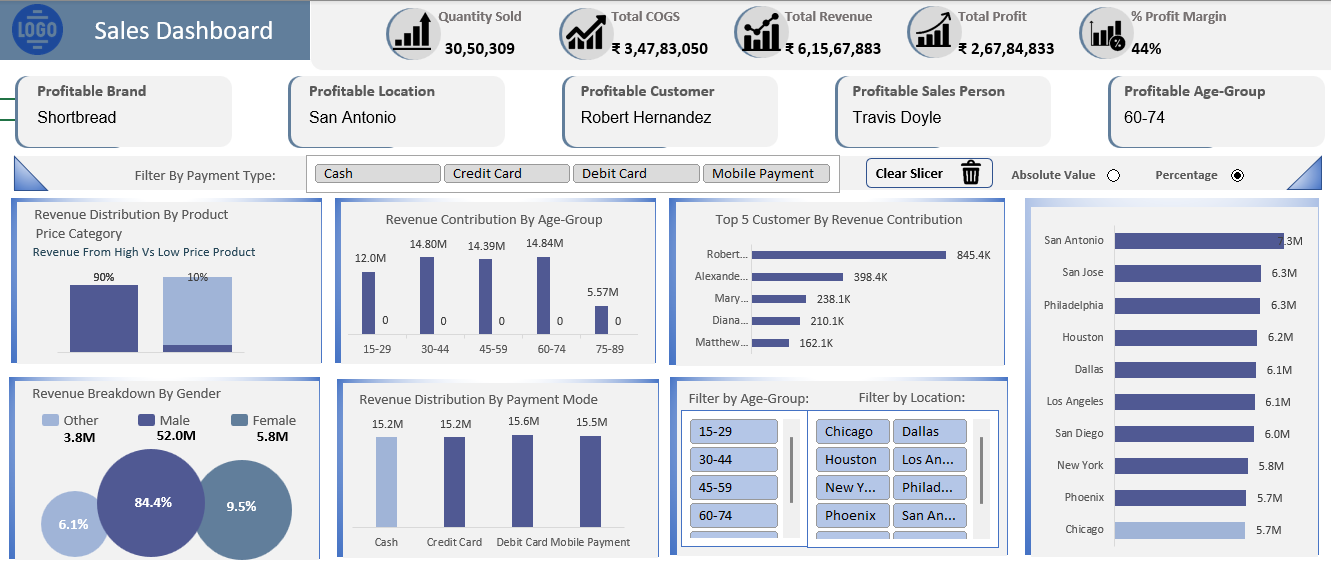 LOGO
Sales Dashboard
Quantity Sold
30,50,309
Total COGS
₹ 3,47,83,050
Total Revenue
₹ 6,15,67,883
Total Profit
₹ 2,67,84,833
% Profit Margin
44%
Profitable Brand
Shortbread
Profitable Location
San Antonio
Profitable Customer
Robert Hernandez
Profitable Sales Person
Travis Doyle
Profitable Age-Group
60-74
Filter By Payment Type:
Cash
Credit Card
Debit Card
Mobile Payment
Clear Slicer
Absolute Value
Percentage
Revenue Distribution By Product
Price Category
Revenue From High Vs Low Price Product
90%
10%
Revenue Contribution By Age-Group
12.0M
14.80M
14.39M
14.84M
5.57M
0
0
0
0
0
15-29
30-44
45-59
60-74
75-89
Top 5 Customer By Revenue Contribution
Robert...
845.4K
Alexande...
398.4K
Mary...
238.1K
Diana...
210.1K
Matthew...
162.1K
San Antonio
7.3M
San Jose
6.3M
Philadelphia
6.3M
Houston
6.2M
Dallas
6.1M
Los Angeles
6.1M
San Diego
6.0M
New York
5.8M
Phoenix
5.7M
Chicago
5.7M
Revenue Breakdown By Gender
Other
3.8M
Male
52.0M
Female
5.8M
6.1%
84.4%
9.5%
Revenue Distribution By Payment Mode
15.2M
15.2M
15.6M
15.5M
Cash
Credit Card
Debit Card
Mobile Payment
Filter by Age-Group:
15-29
30-44
45-59
60-74
Filter by Location:
Chicago
Dallas
Houston
Los An...
New Y...
Philad...
Phoenix
San An...